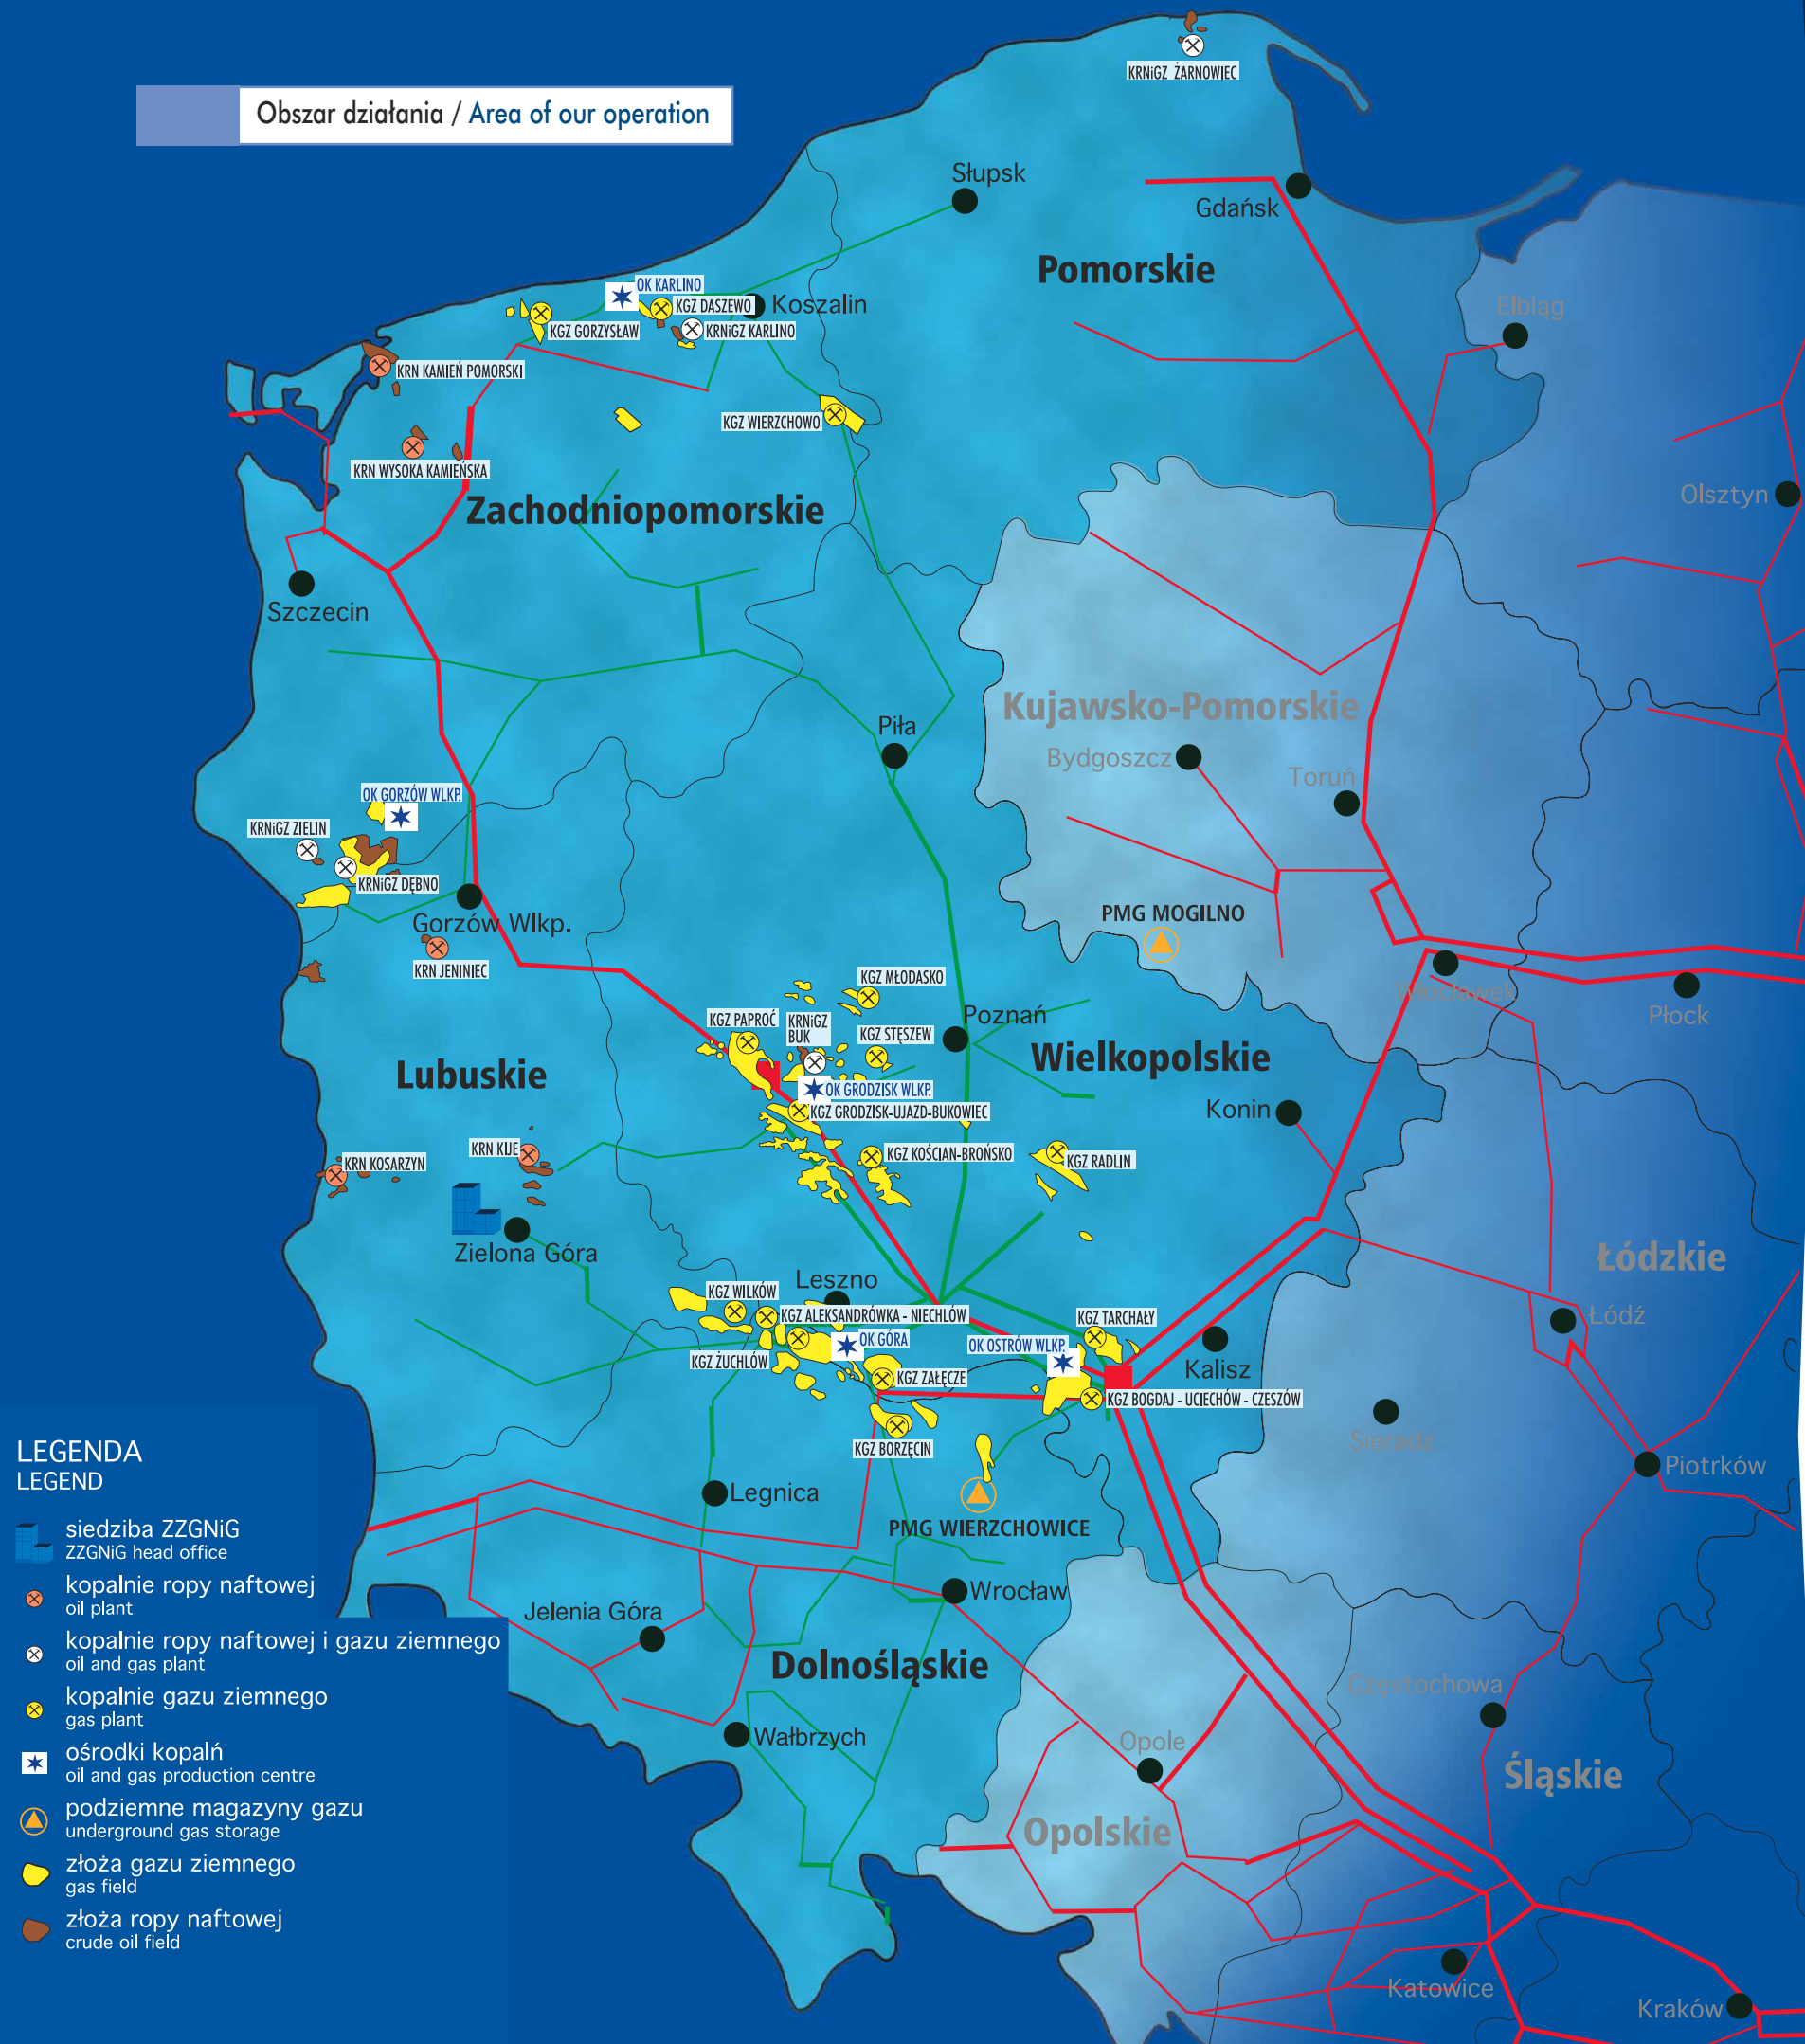 KRNiGZ ŻARNOWIEC
Obszar działania / Area of our operation
Słupsk
Gdańsk
Pomorskie
OK KARLINO
KGZ DASZEWO
Koszalin
Elbląg
KGZ GORZYSŁAW
KRNiGZ KARLINO
KRN KAMIEŃ POMORSKI
KGZ WIERZCHOWO
KRN WYSOKA KAMIEŃSKA
Olsztyn
Zachodniopomorskie
Szczecin
Kujawsko-Pomorskie
Piła
Bydgoszcz
Toruń
OK GORZÓW WLKP.
KRNiGZ ZIELIN
KRNiGZ DĘBNO
Gorzów Wlkp.
PMG MOGILNO
KRN JENINIEC
KGZ MŁODASKO
Włocławek
Płock
KGZ PAPROĆ
KRNiGZ
BUK
KGZ STĘSZEW
Poznań
Wielkopolskie
Lubuskie
OK GRODZISK WLKP.
KGZ GRODZISK-UJAZD-BUKOWIEC
Konin
KRN KIJE
KGZ KOŚCIAN-BROŃSKO
KGZ RADLIN
KRN KOSARZYN
Zielona Góra
Łódzkie
Leszno
KGZ WILKÓW
KGZ ALEKSANDRÓWKA - NIECHLÓW
KGZ TARCHAŁY
Łódź
OK GÓRA
OK OSTRÓW WLKP.
KGZ ŻUCHLÓW
Kalisz
KGZ ZAŁĘCZE
KGZ BOGDAJ - UCIECHÓW - CZESZÓW
Sieradz
KGZ BORZĘCIN
Piotrków
LEGENDA
LEGEND
Legnica
PMG WIERZCHOWICE
siedziba ZZGNiG
ZZGNiG head office
kopalnie ropy naftowej
oil plant
Wrocław
Jelenia Góra
kopalnie ropy naftowej i gazu ziemnego
oil and gas plant
Dolnośląskie
Częstochowa
kopalnie gazu ziemnego
gas plant
Wałbrzych
Opole
ośrodki kopalń
oil and gas production centre
Śląskie
podziemne magazyny gazu
underground gas storage
Opolskie
złoża gazu ziemnego
gas field
złoża ropy naftowej
crude oil field
Katowice
Kraków